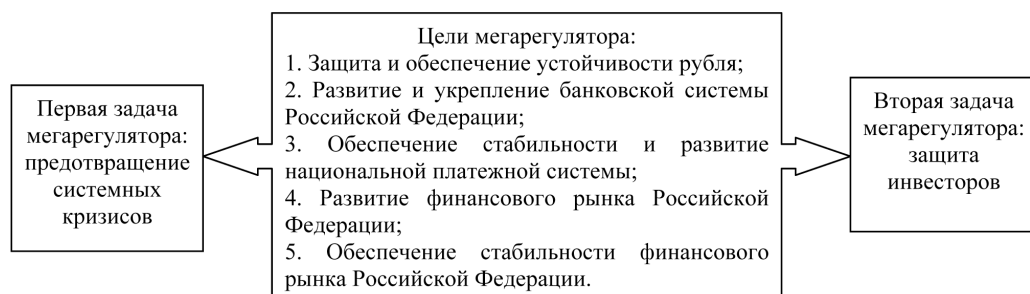 Первая задача
мегарегулятора:
предотвращение
системных
кризисов
Цели мегарегулятора:
1. Защита и обеспечение устойчивости рубля;
2. Развитие и укрепление банковской системы
Российской Федерации;
3. Обеспечение стабильности и развитие
национальной платежной системы;
4. Развитие финансового рынка Российской
Федерации;
5. Обеспечение стабильности финансового
рынка Российской Федерации.
Вторая задача
мегарегулятора:
защита
инвесторов